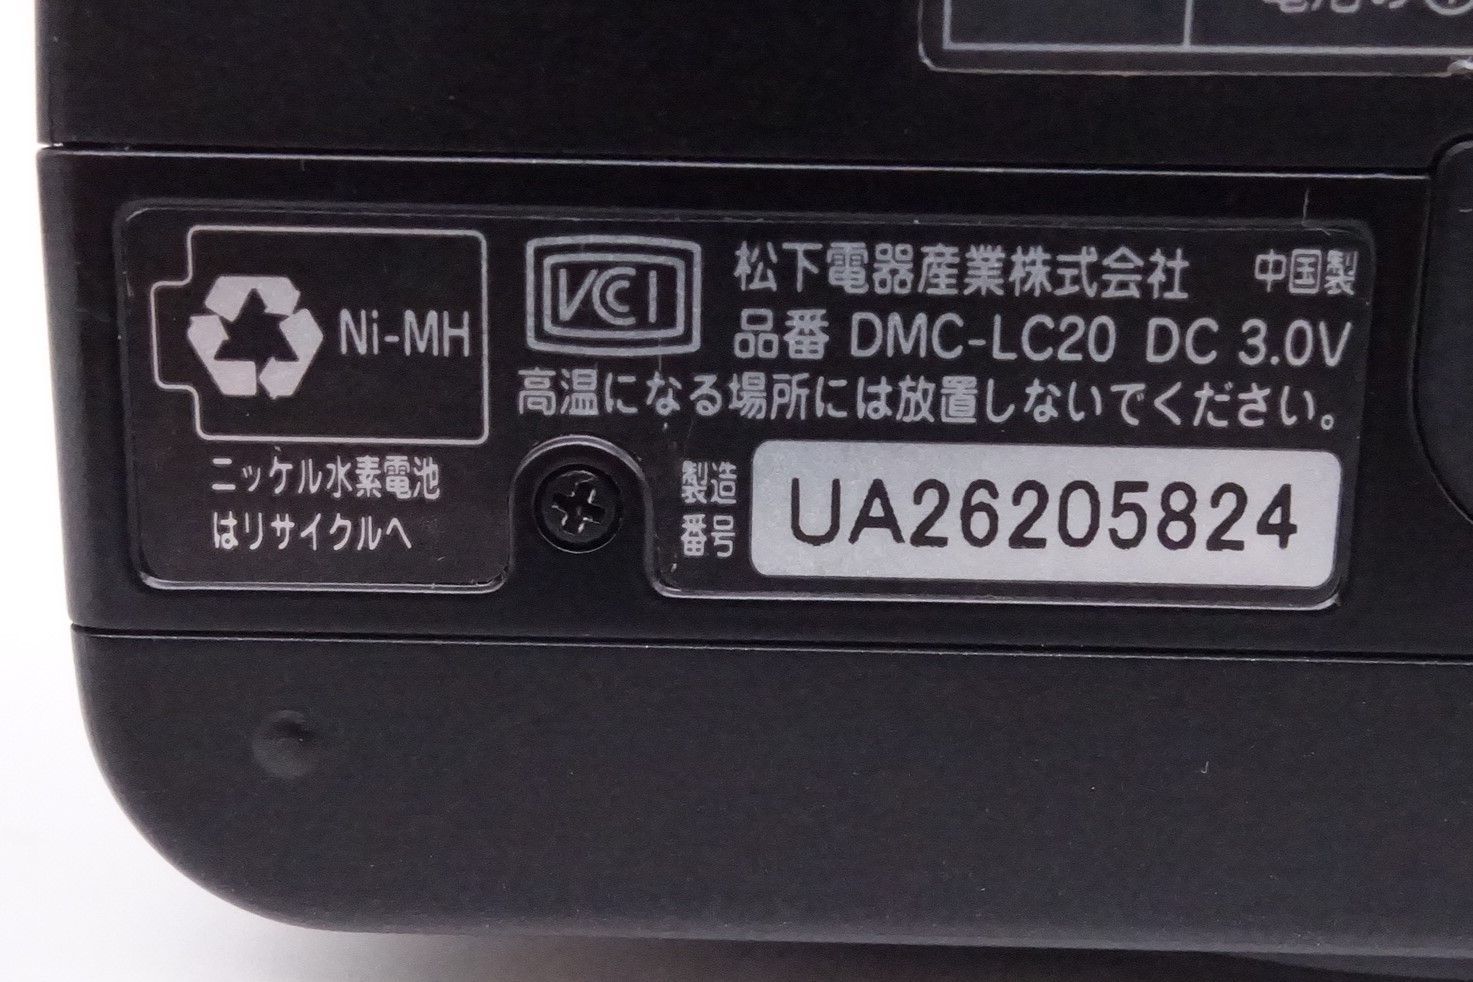 Ni-MH
ニッケル水素電池
はリサイクルへ
VCCI
松下電器産業株式会社 中国製
品番 DMC-LC20 DC 3.0V
高温になる場所には放置しないでください。
製造
番号
UA26205824